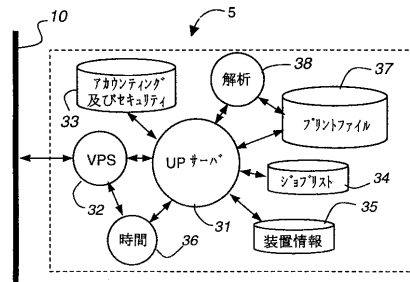 10
5
38
解析
37
ｱｶｳﾝﾃｨﾝｸﾞ
及びｾｷｭﾘﾃｨ
33
ﾌﾟﾘﾝﾄﾌｧｲﾙ
VPS
UP ｻｰﾊﾞ
ｼﾞｮﾌﾞﾘｽﾄ
34
32
31
35
時間
36
装置情報